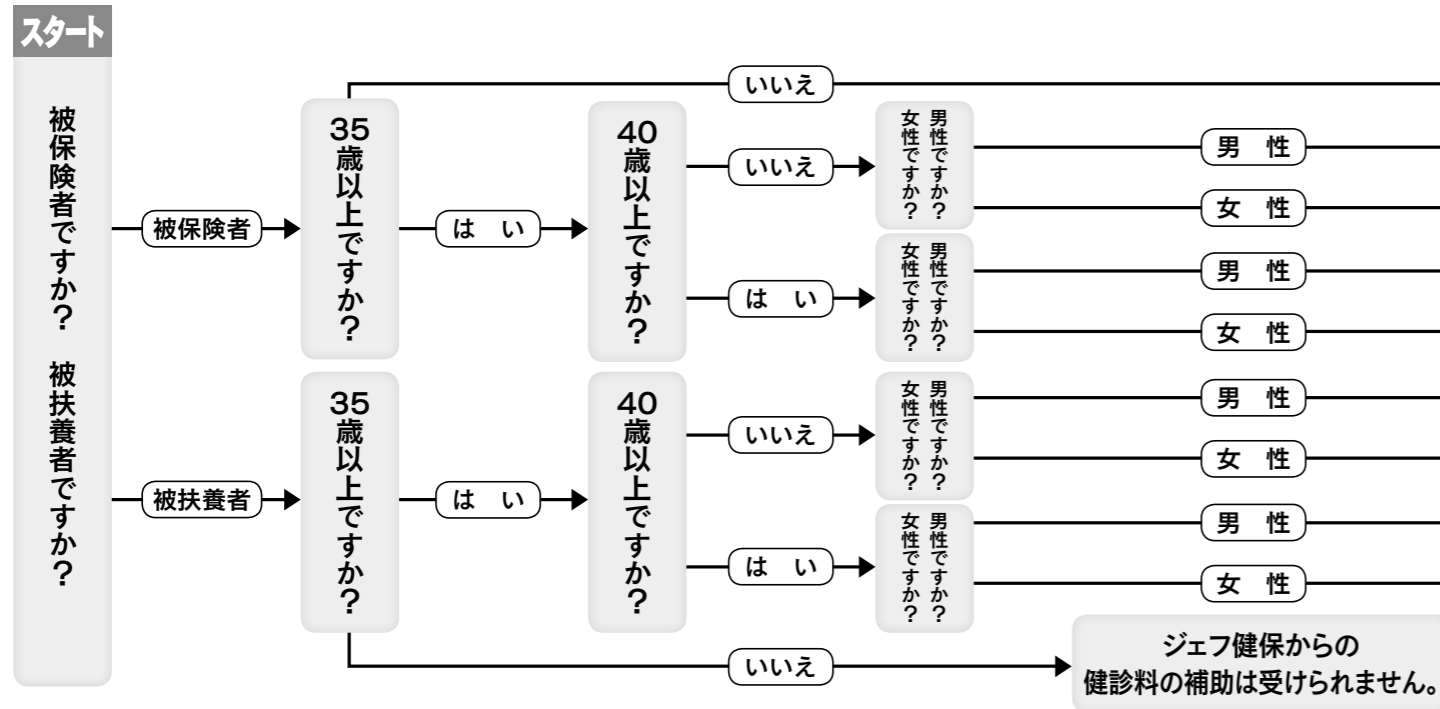 スタート
被保険者ですか？ 被扶養者ですか？
被保険者
35歳以上ですか？
いいえ
は い
40歳以上ですか？
いいえ
男性ですか？
女性ですか？
男 性
女 性
は い
男性ですか？
女性ですか？
男 性
女 性
被扶養者
35歳以上ですか？
は い
40歳以上ですか？
いいえ
男性ですか？
女性ですか？
男 性
女 性
は い
男性ですか？
女性ですか？
男 性
女 性
いいえ
ジェフ健保からの
健診料の補助は受けられません。